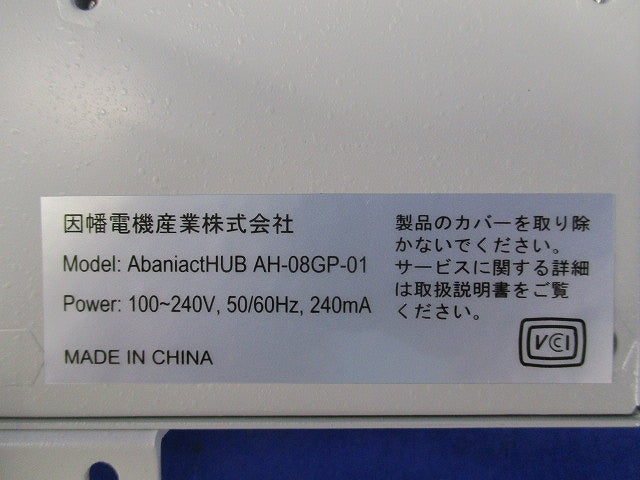 因幡電機産業株式会社
Model: AbaniactHUB AH-08GP-01
Power: 100~240V, 50/60Hz, 240mA
MADE IN CHINA
製品のカバーを取り除
かないでください。
サービスに関する詳細
は取扱説明書をご覧
ください。
VCCI